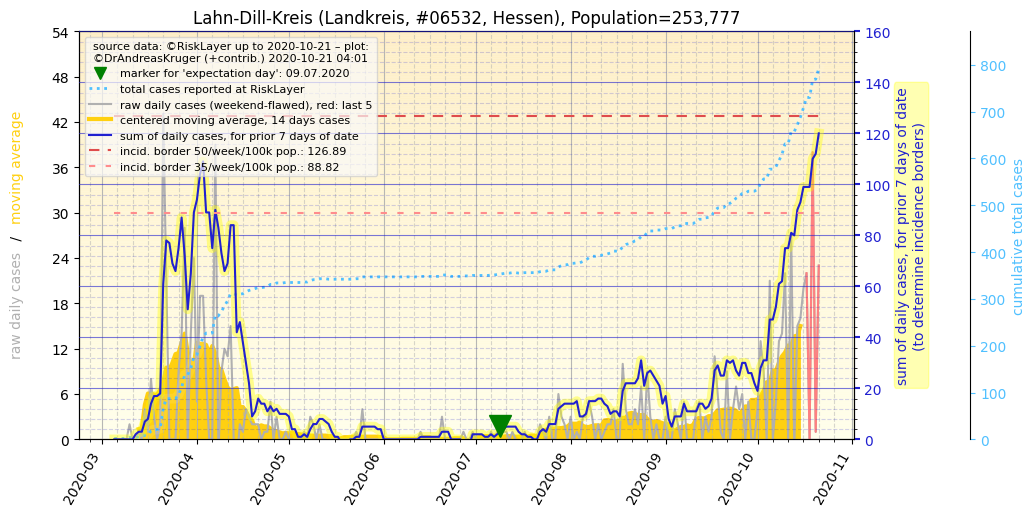 Lahn-Dill-Kreis (Landkreis, #06532, Hessen), Population=253,777
source data: ©RiskLayer up to 2020-10-21 – plot:
©DrAndreasKruger (+contrib.) 2020-10-21 04:01
marker for 'expectation day': 09.07.2020
total cases reported at RiskLayer
raw daily cases (weekend-flawed), red: last 5
centered moving average, 14 days cases
sum of daily cases, for prior 7 days of date
incid. border 50/week/100k pop.: 126.89
incid. border 35/week/100k pop.: 88.82
raw daily cases / moving average
54
48
42
36
30
24
18
12
6
0
160
140
120
100
80
60
40
20
0
sum of daily cases, for prior 7 days of date
(to determine incidence borders)
800
700
600
500
400
300
200
100
0
cumulative total cases
2020-03
2020-04
2020-05
2020-06
2020-07
2020-08
2020-09
2020-10
2020-11